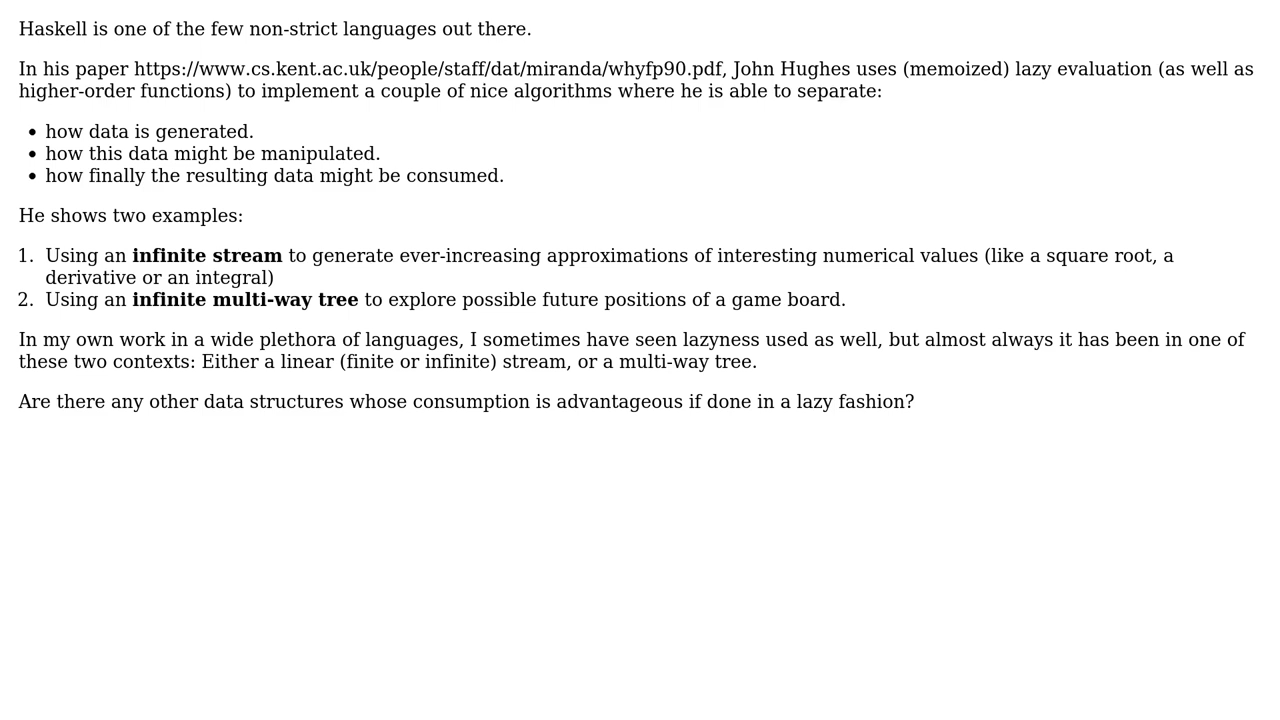 Haskell is one of the few non-strict languages out there.
In his paper https://www.cs.kent.ac.uk/people/staff/dat/miranda/whyfp90.pdf, John Hughes uses (memoized) lazy evaluation (as well as
higher-order functions) to implement a couple of nice algorithms where he is able to separate:
• how data is generated.
• how this data might be manipulated.
• how finally the resulting data might be consumed.
He shows two examples:
1. Using an infinite stream to generate ever-increasing approximations of interesting numerical values (like a square root, a
derivative or an integral)
2. Using an infinite multi-way tree to explore possible future positions of a game board.
In my own work in a wide plethora of languages, I sometimes have seen lazyness used as well, but almost always it has been in one of
these two contexts: Either a linear (finite or infinite) stream, or a multi-way tree.
Are there any other data structures whose consumption is advantageous if done in a lazy fashion?